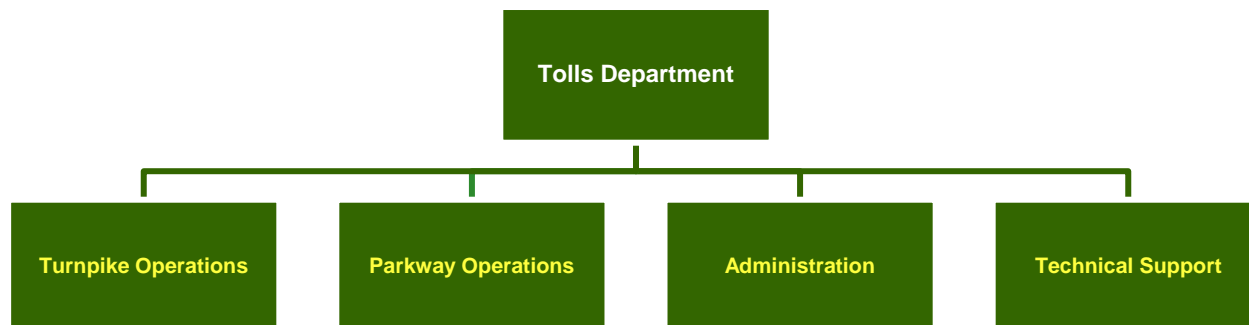 Tolls Department
Turnpike Operations
Parkway Operations
Administration
Technical Support